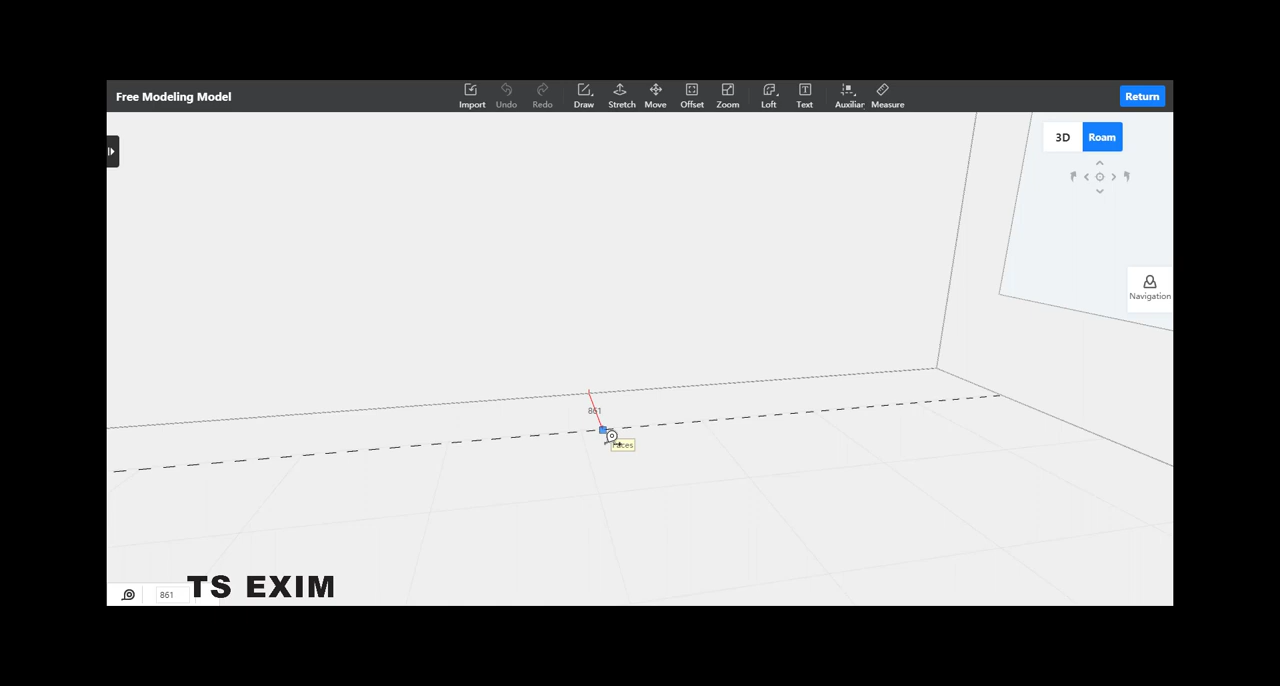 Free Modeling Model
Import Undo Redo Draw Stretch Move Offset Zoom Loft Text Auxiliar Measure
Return
3D Roam
Navigation
861
861
TS EXIM